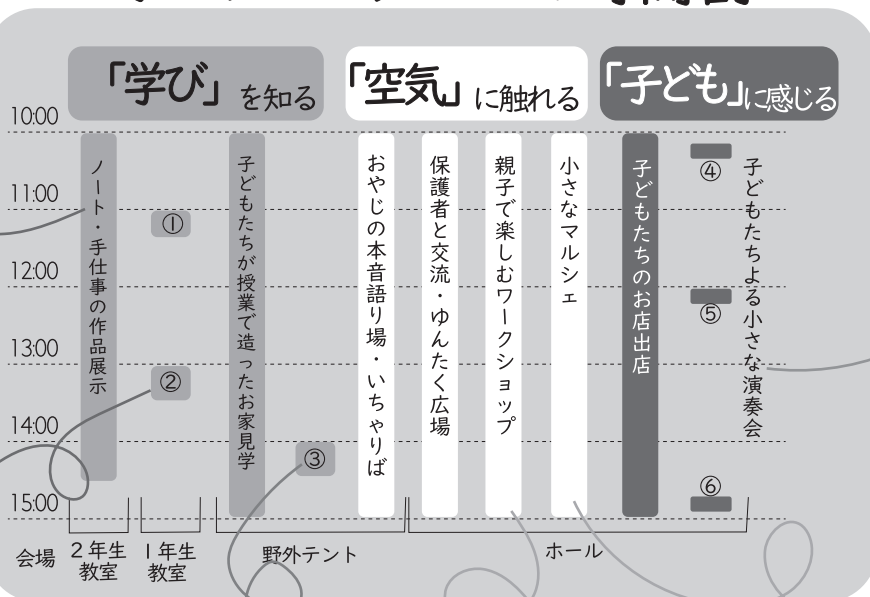 「学び」を知る
「空気」に触れる
「子ども」に感じる
10:00
11:00
12:00
13:00
14:00
15:00
ノート・手仕事の作品展示
①
②
子どもたちが授業で造ったお家見学
③
おやじの本音語り場・いちゃりば
保護者と交流・ゆんたく広場
親子で楽しむワークショップ
小さなマルシェ
子どもたちのお店出店
④
⑤
⑥
子どもたちよる小さな演奏会
会場
2年生
教室
1年生
教室
野外テント
ホール